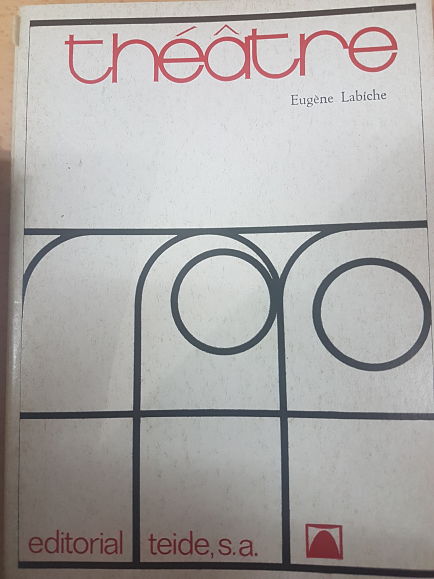 théâtre
Eugène Labiche
editorial teide, s.a.